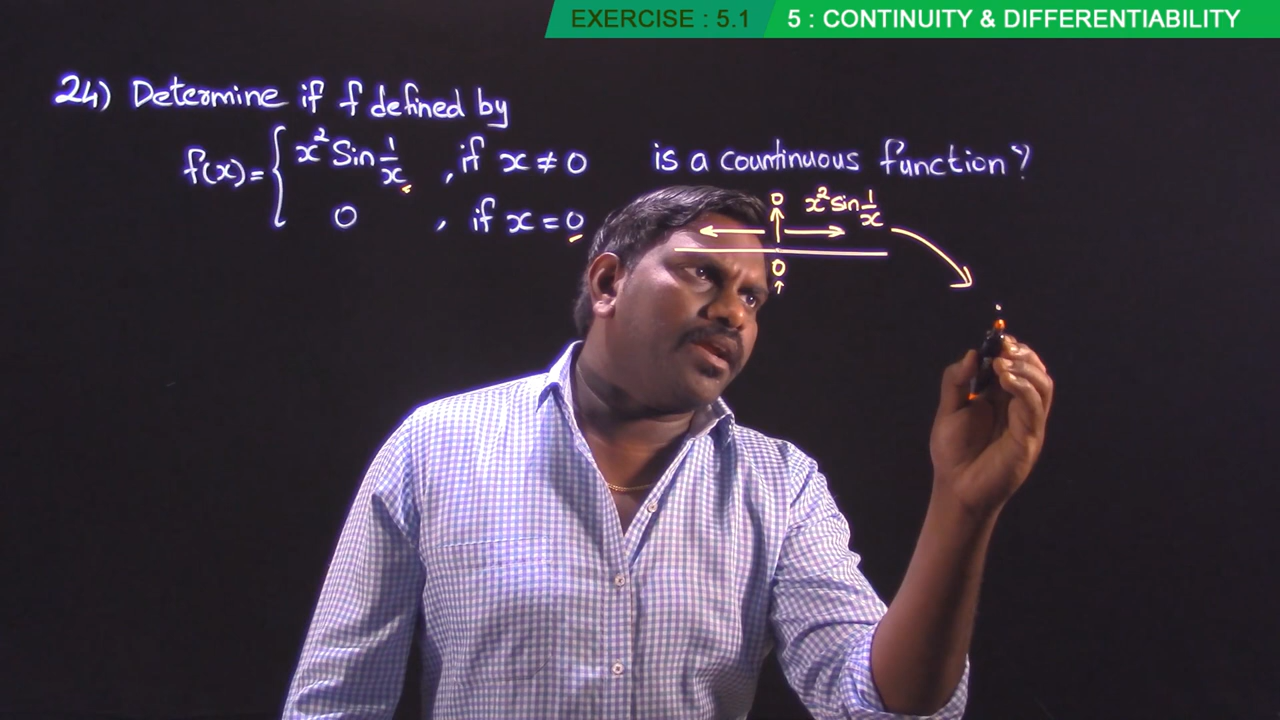 EXERCISE : 5.1 5 : CONTINUITY & DIFFERENTIABILITY
24) Determine if f defined by
f(x)= { x² Sin 1/x , if x ≠ 0 is a countinuous function?
0 , if x = 0
0 x² sin 1/x
0